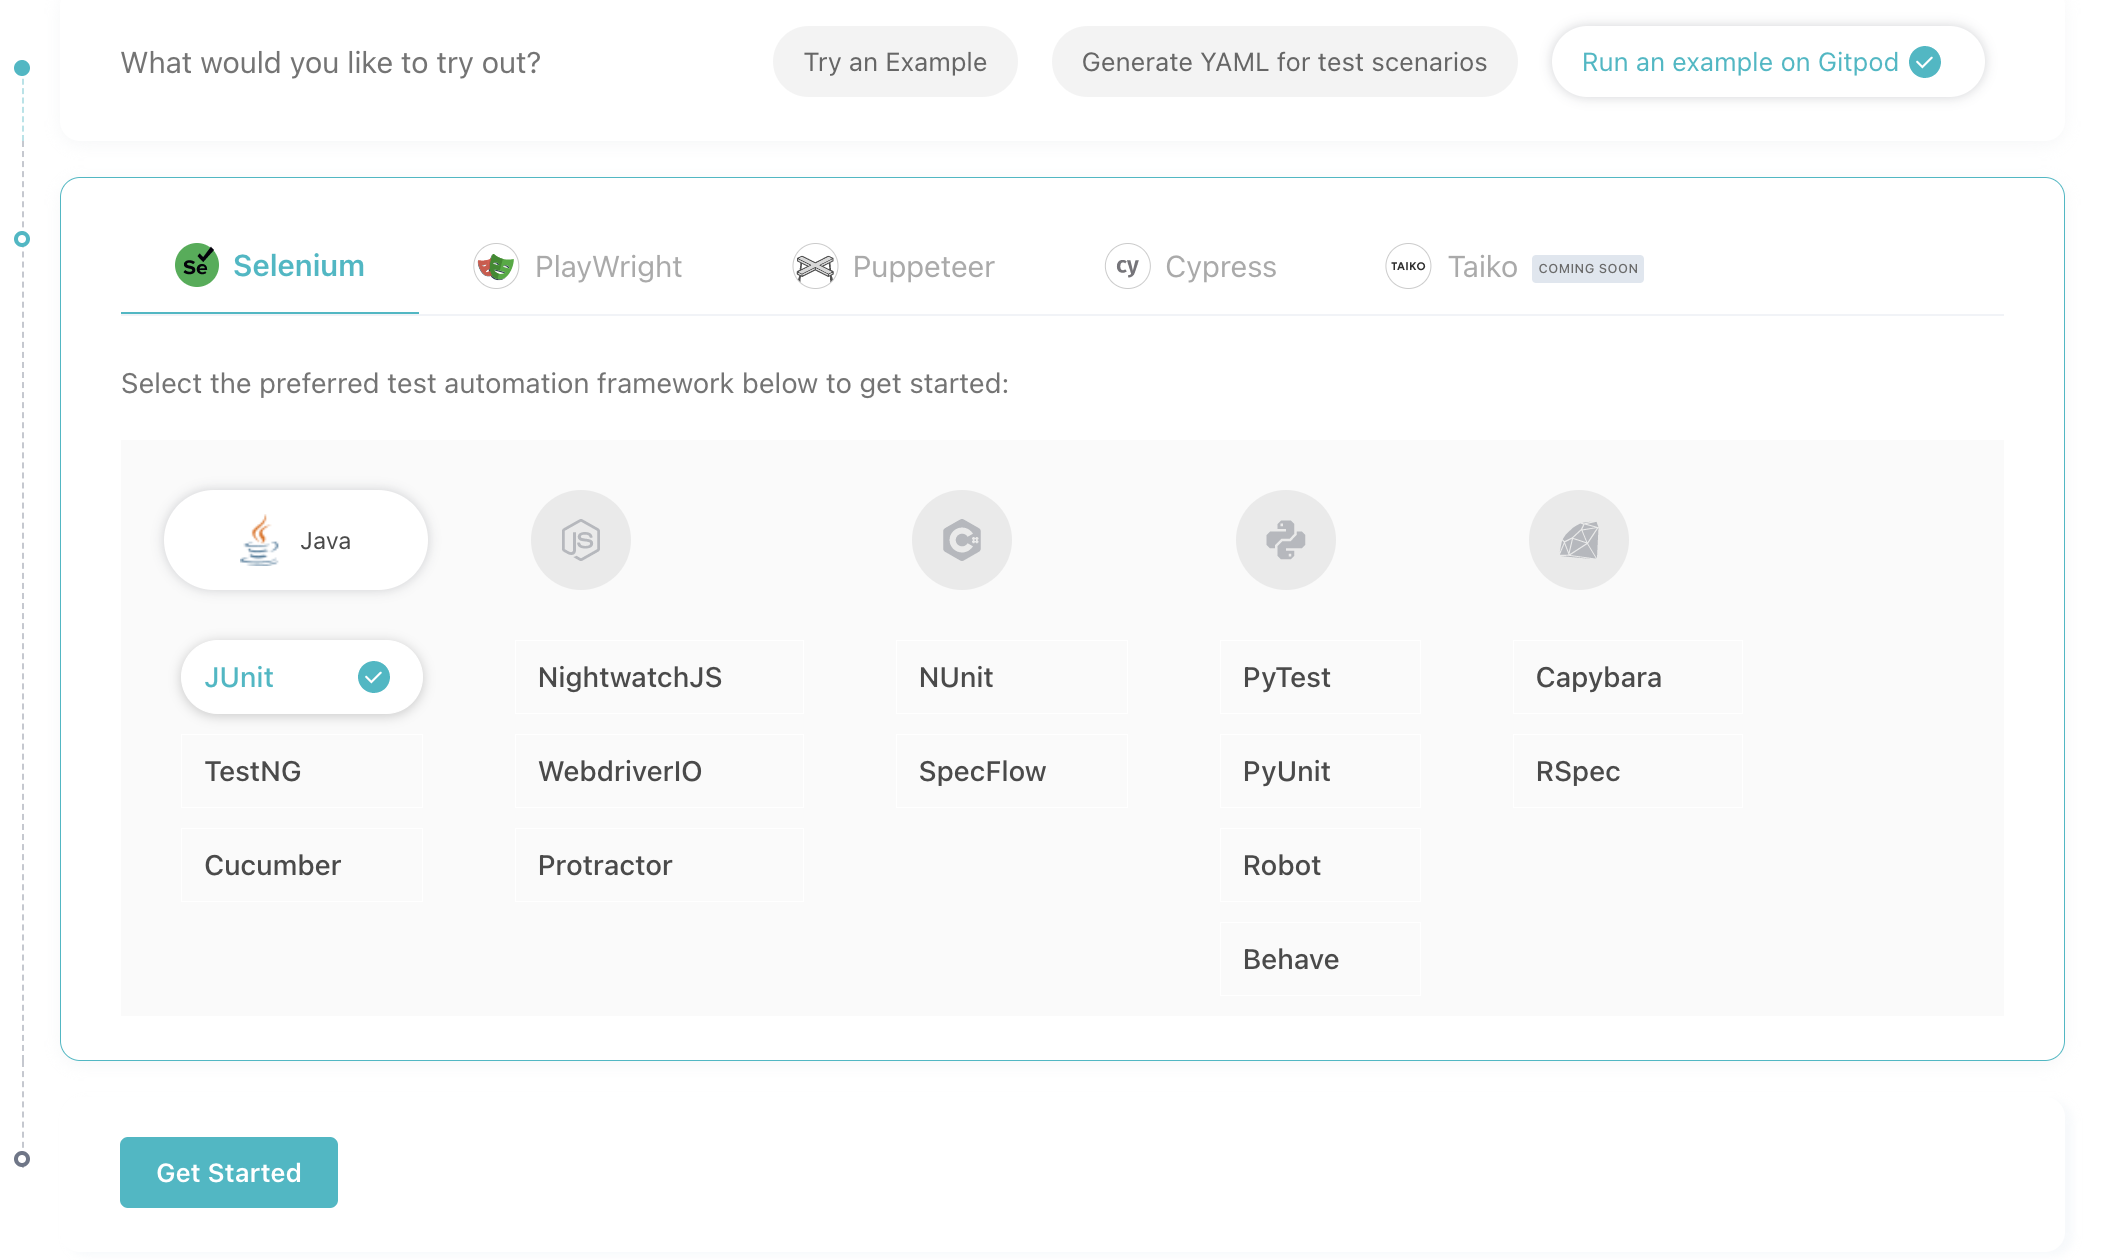 What would you like to try out?
Try an Example
Generate YAML for test scenarios
Run an example on Gitpod
Se Selenium
PlayWright
Puppeteer
cy Cypress
TAIKO Taiko COMING SOON
Select the preferred test automation framework below to get started:
Java
JS
C#
JUnit
NightwatchJS
NUnit
PyTest
Capybara
TestNG
WebdriverIO
SpecFlow
PyUnit
RSpec
Cucumber
Protractor
Robot
Behave
Get Started